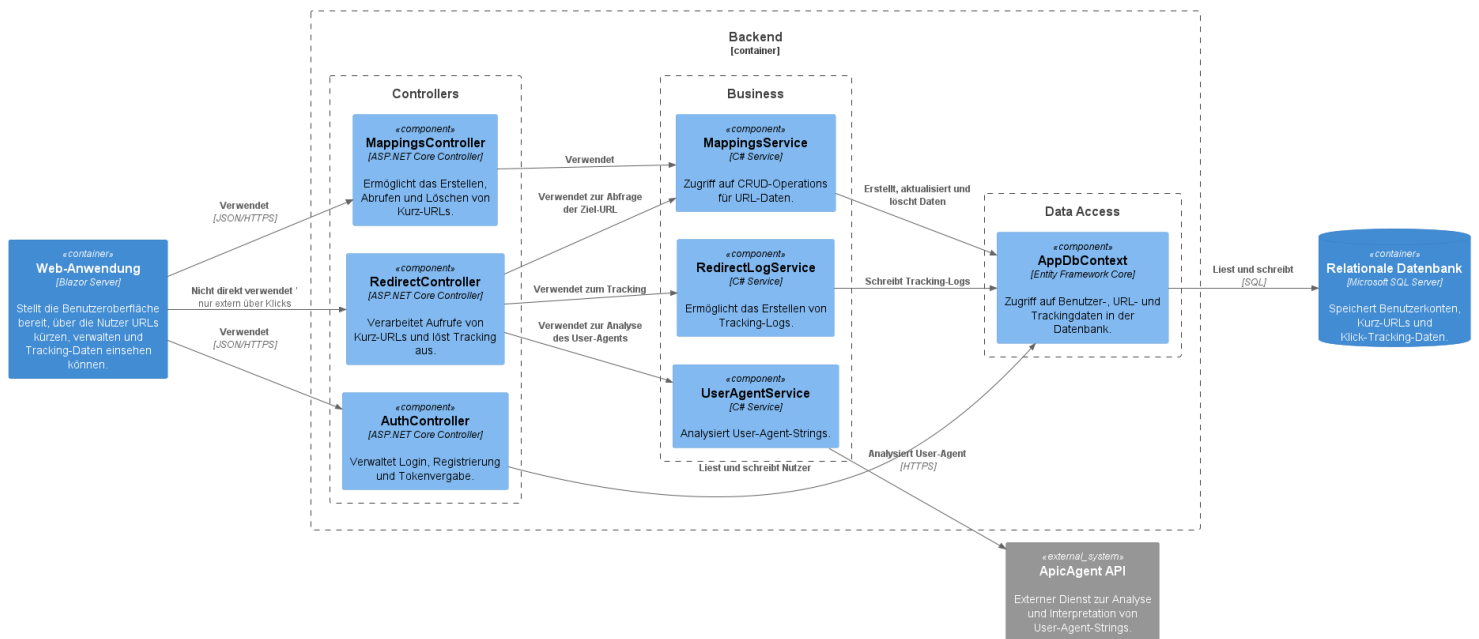 Backend
[container]
Controllers
Business
«component»
MappingsController
[ASP.NET Core Controller]
Ermöglicht das Erstellen,
Abrufen und Löschen von
Kurz-URLs.
Verwendet
«component»
MappingsService
[C# Service]
Zugriff auf CRUD-Operations
für URL-Daten.
Verwendet
[JSON/HTTPS]
Verwendet zur Abfrage
der Ziel-URL
Erstellt, aktualisiert und
löscht Daten
Data Access
«container»
Web-Anwendung
[Blazor Server]
Stellt die Benutzeroberfläche
bereit, über die Nutzer URLs
kürzen, verwalten und
Tracking-Daten einsehen
können.
Nicht direkt verwendet '
nur extern über Klicks
«component»
RedirectController
[ASP.NET Core Controller]
Verarbeitet Aufrufe von
Kurz-URLs und löst Tracking
aus.
Verwendet zum Tracking
«component»
RedirectLogService
[C# Service]
Ermöglicht das Erstellen von
Tracking-Logs.
Schreibt Tracking-Logs
«component»
AppDbContext
[Entity Framework Core]
Zugriff auf Benutzer-, URL- und
Trackingdaten in der
Datenbank.
Liest und schreibt
[SQL]
«container»
Relationale Datenbank
[Microsoft SQL Server]
Speichert Benutzerkonten,
Kurz-URLs und
Klick-Tracking-Daten.
Verwendet
[JSON/HTTPS]
Verwendet zur Analyse
des User-Agents
«component»
UserAgentService
[C# Service]
Analysiert User-Agent-Strings.
«component»
AuthController
[ASP.NET Core Controller]
Verwaltet Login, Registrierung
und Tokenvergabe.
Liest und schreibt Nutzer
Analysiert User-Agent
[HTTPS]
«external_system»
ApicAgent API
Externer Dienst zur Analyse
und Interpretation von
User-Agent-Strings.